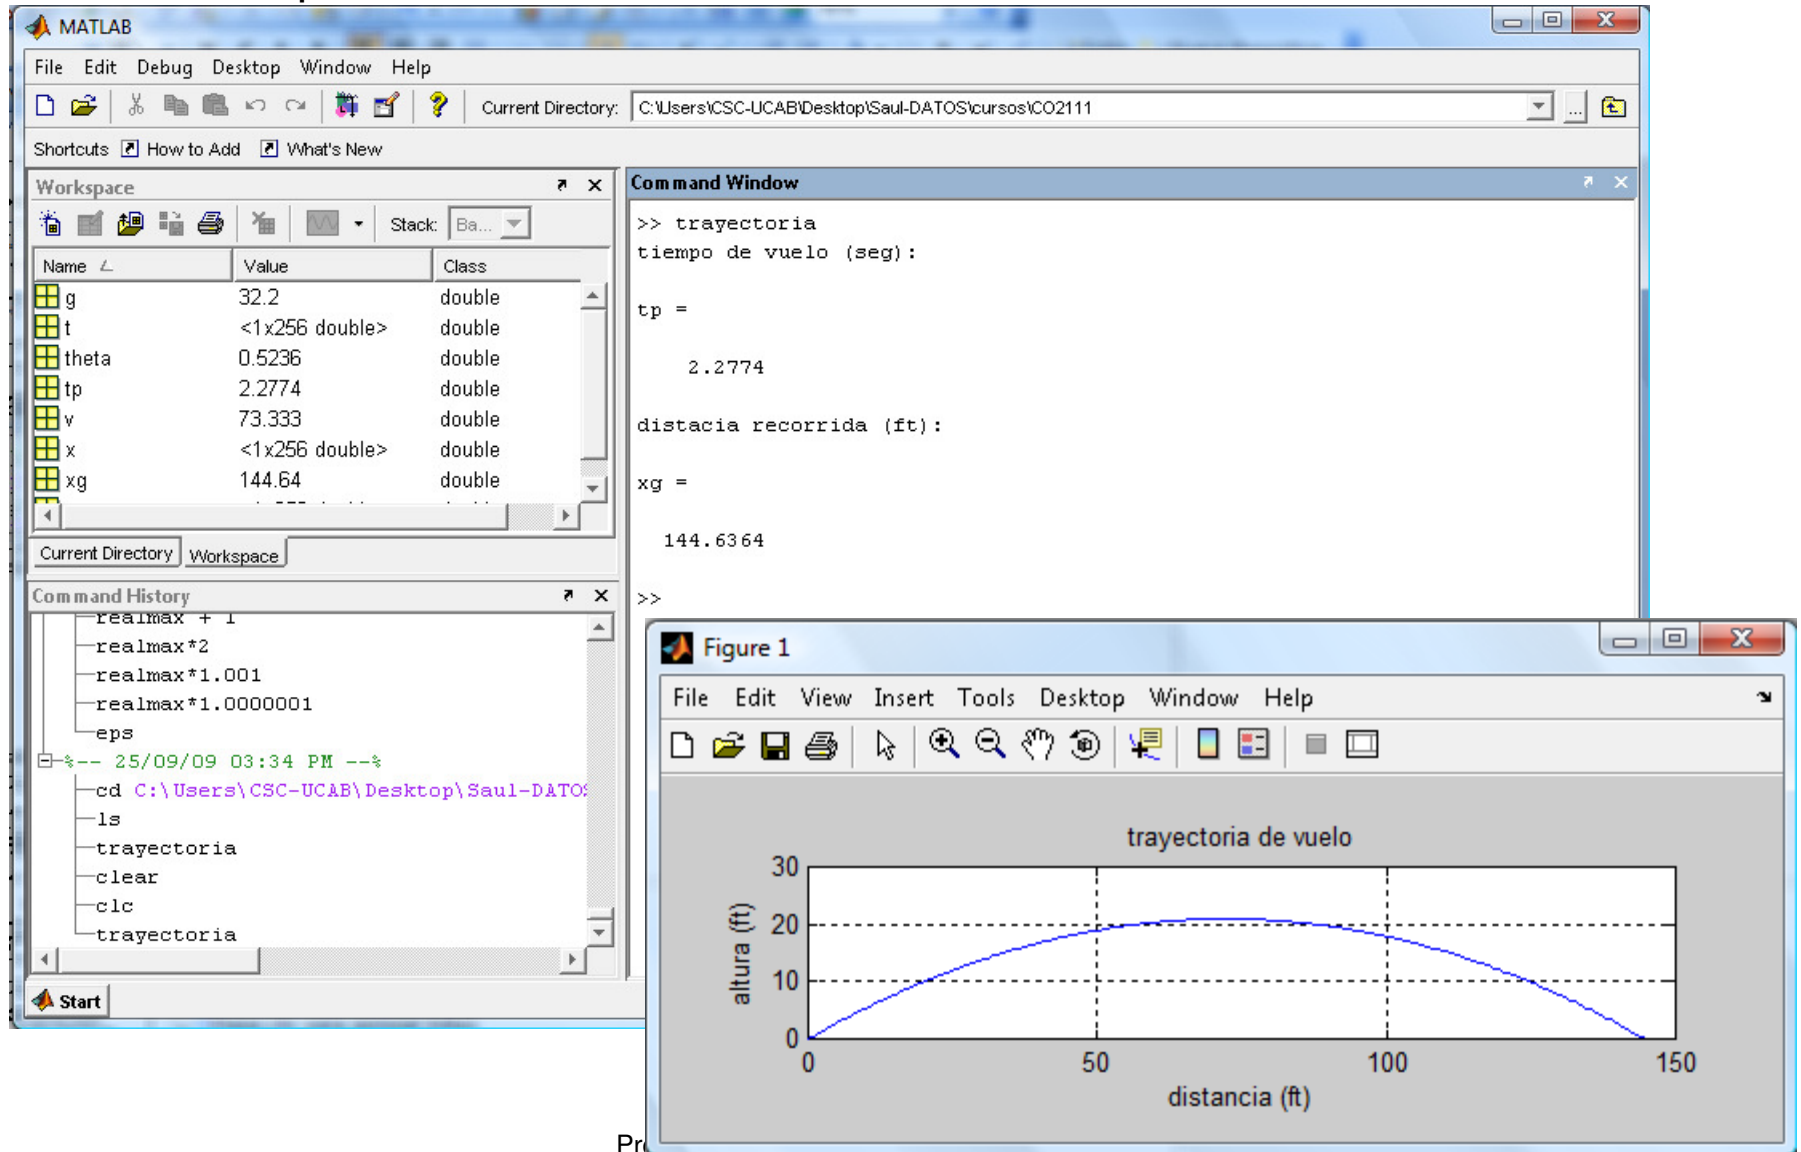 MATLAB
File Edit Debug Desktop Window Help
Current Directory: C:\Users\CSC-UCAB\Desktop\Saul-DATOS\cursos\CO2111 ...
Shortcuts How to Add What's New
Workspace
Stack: Ba...
Name Value Class
g 32.2 double
t <1x256 double> double
theta 0.5236 double
tp 2.2774 double
v 73.333 double
x <1x256 double> double
xg 144.64 double
Current Directory Workspace
Command History
realmax + 1
realmax*2
realmax*1.001
realmax*1.0000001
eps
%-- 25/09/09 03:34 PM --%
cd C:\Users\CSC-UCAB\Desktop\Saul-DATOS
ls
trayectoria
clear
clc
trayectoria
Start
Command Window
>> trayectoria
tiempo de vuelo (seg):
tp =
2.2774
distacia recorrida (ft):
xg =
144.6364
>>
Figure 1
File Edit View Insert Tools Desktop Window Help
trayectoria de vuelo
30
20
10
0
altura (ft)
0 50 100 150
distancia (ft)